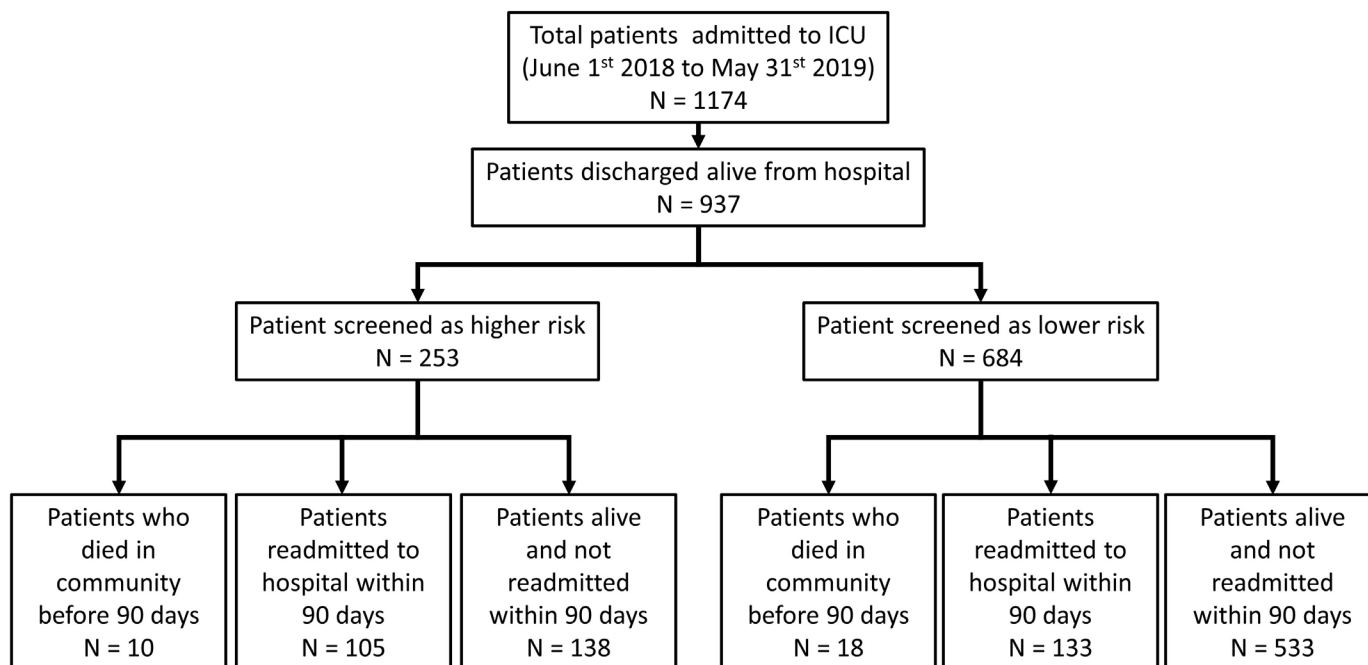 Total patients  admitted to ICU
(June 1st 2018 to May 31st 2019)
N = 1174
Patients discharged alive from hospital
N = 937
Patient screened as higher risk
N = 253
Patient screened as lower risk
N = 684
Patients who
died in
community
before 90 days
N = 10
Patients
readmitted to
hospital within
90 days
N = 105
Patients alive
and not
readmitted
within 90 days
N = 138
Patients who
died in
community
before 90 days
N = 18
Patients
readmitted to
hospital within
90 days
N = 133
Patients alive
and not
readmitted
within 90 days
N = 533